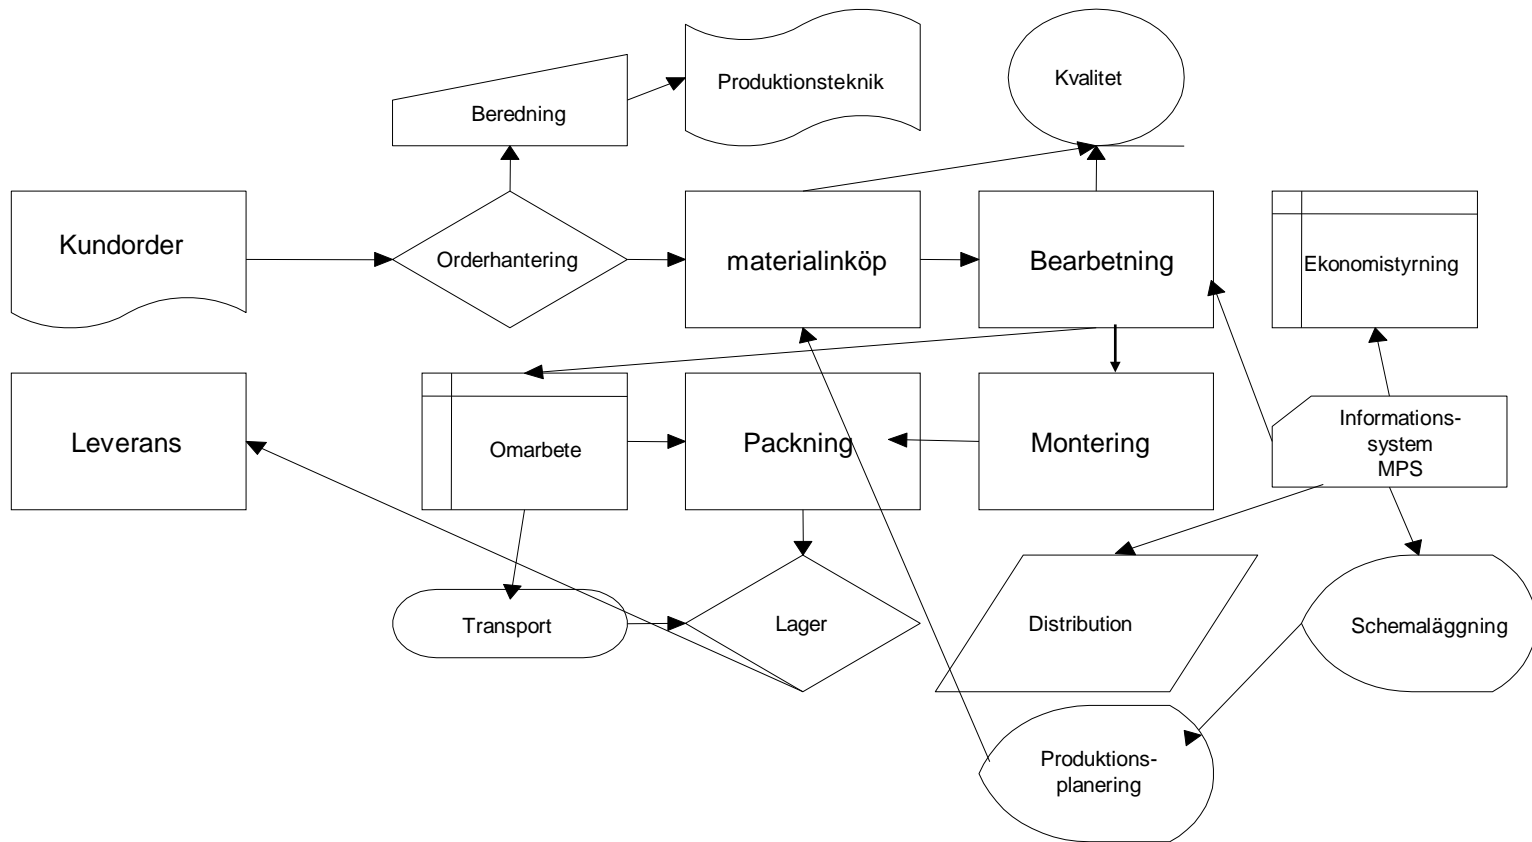 Produktionsteknik
Kvalitet
Beredning
Kundorder
Orderhantering
materialinköp
Bearbetning
Ekonomistyrning
Leverans
Omarbete
Packning
Montering
Informations-
system
MPS
Transport
Lager
Distribution
Schemaläggning
Produktions-
planering